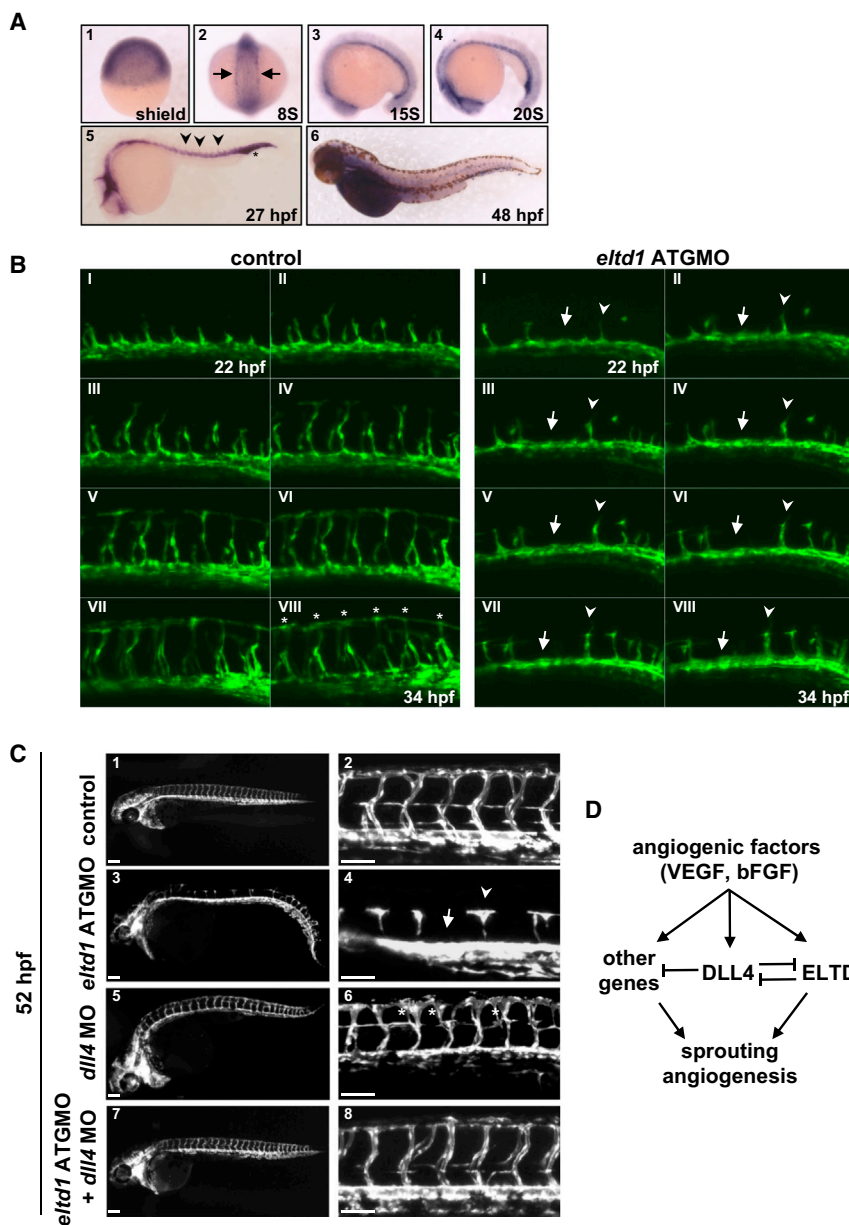 A
1
shield
2
8S
3
15S
4
20S
5
*
27 hpf
6
48 hpf
B
control
eltd1 ATGMO
I
22 hpf
II
III
IV
V
VI
VII
VIII
* * * * * *
34 hpf
I
22 hpf
II
III
IV
V
VI
VII
VIII
34 hpf
C
52 hpf
control
1
2
eltd1 ATGMO
3
4
dll4 MO
5
6
* * *
eltd1 ATGMO
+ dll4 MO
7
8
D
angiogenic factors
(VEGF, bFGF)
other
genes
DLL4
ELTD
sprouting
angiogenesis